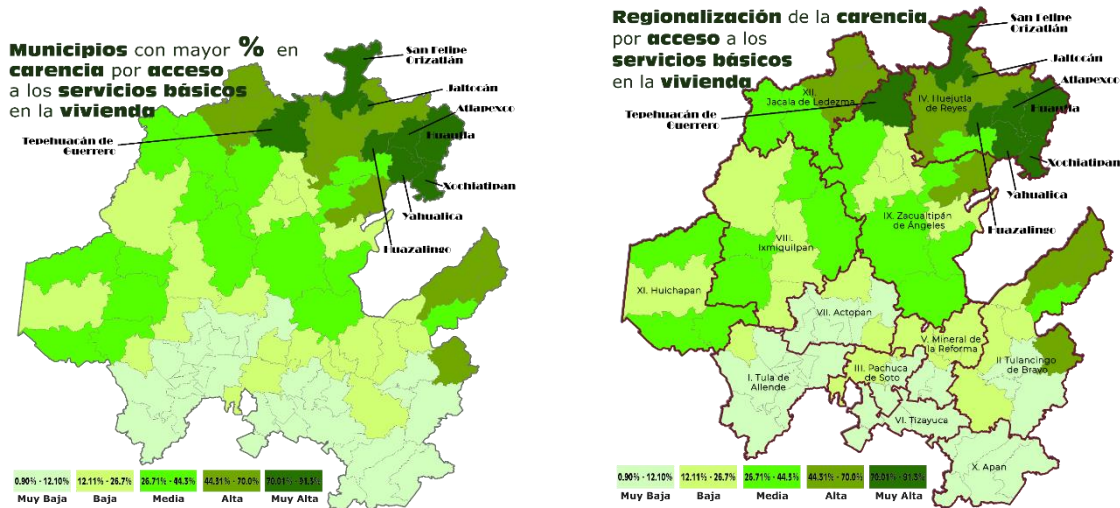 Municipios con mayor % en
carencia por acceso
a los servicios básicos
en la vivienda
San Felipe
Orizatlán
Jaltocán
Atlapexco
Huautla
Tepehuacán de
Guerrero
Xochiatipan
Yahualica
Huazalingo
0.90% - 12.10%
12.11% - 26.7%
26.71% - 44.3%
44.31% - 70.0%
70.01% - 91.3%
Muy Baja
Baja
Media
Alta
Muy Alta
Regionalización de la carencia
por acceso a los
servicios básicos
en la vivienda
San Felipe
Orizatlán
Jaltocán
Atlapexco
Huautla
XII.
Jacala de Ledezma
IV. Huejutla
de Reyes
Tepehuacán de
Guerrero
Xochiatipan
Yahualica
Huazalingo
IX. Zacualtipán
de Ángeles
VIII.
Ixmiquilpan
XI. Huichapan
VII. Actopan
V. Mineral de
la Reforma
II Tulancingo
de Bravo
III. Pachuca
de Soto
I. Tula de
Allende
VI. Tizayuca
X. Apan
0.90% - 12.10%
12.11% - 26.7%
26.71% - 44.3%
44.31% - 70.0%
70.01% - 91.3%
Muy Baja
Baja
Media
Alta
Muy Alta